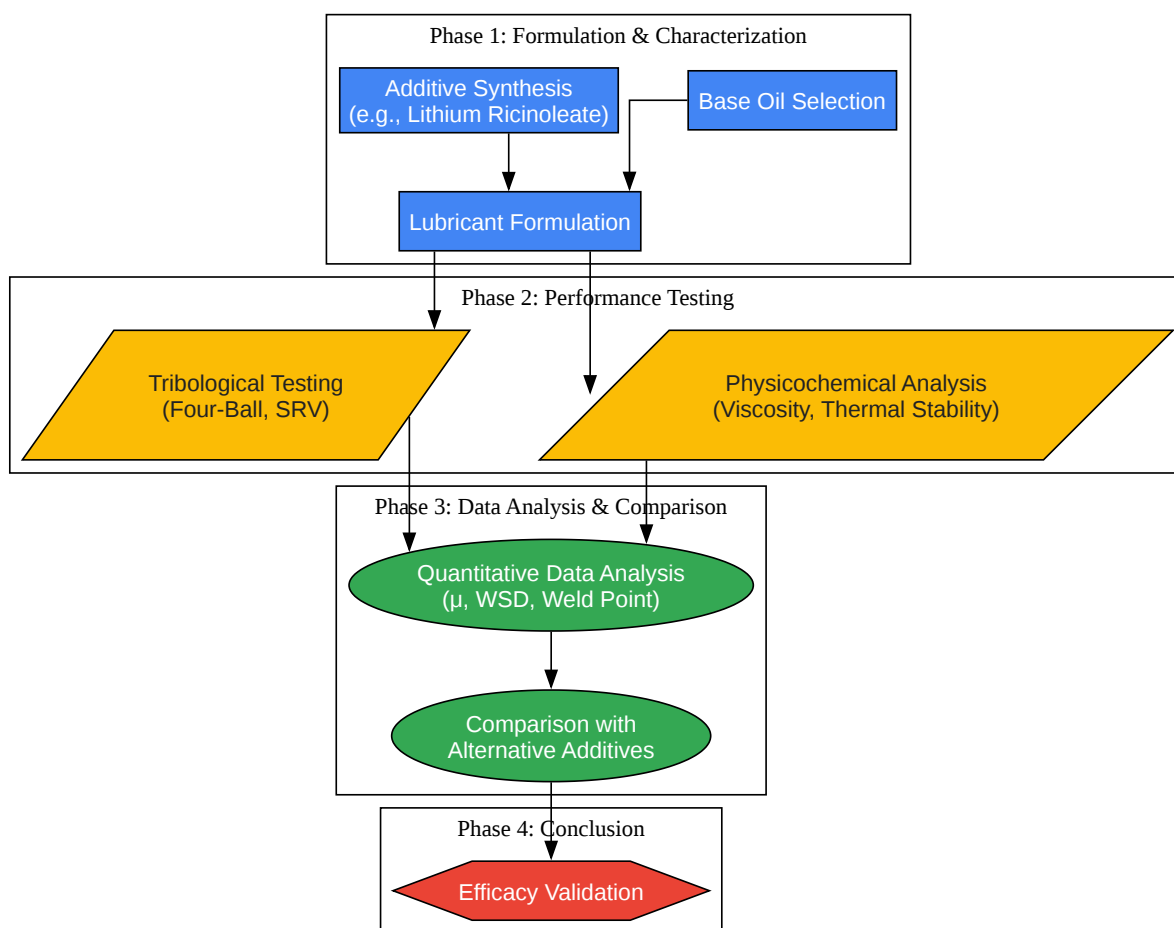 Phase 1: Formulation & Characterization
Additive Synthesis
(e.g., Lithium Ricinoleate)
Base Oil Selection
Lubricant Formulation
Phase 2: Performance Testing
Tribological Testing
(Four-Ball, SRV)
Physicochemical Analysis
(Viscosity, Thermal Stability)
Phase 3: Data Analysis & Comparison
Quantitative Data Analysis
(μ, WSD, Weld Point)
Comparison with
Alternative Additives
Phase 4: Conclusion
Efficacy Validation